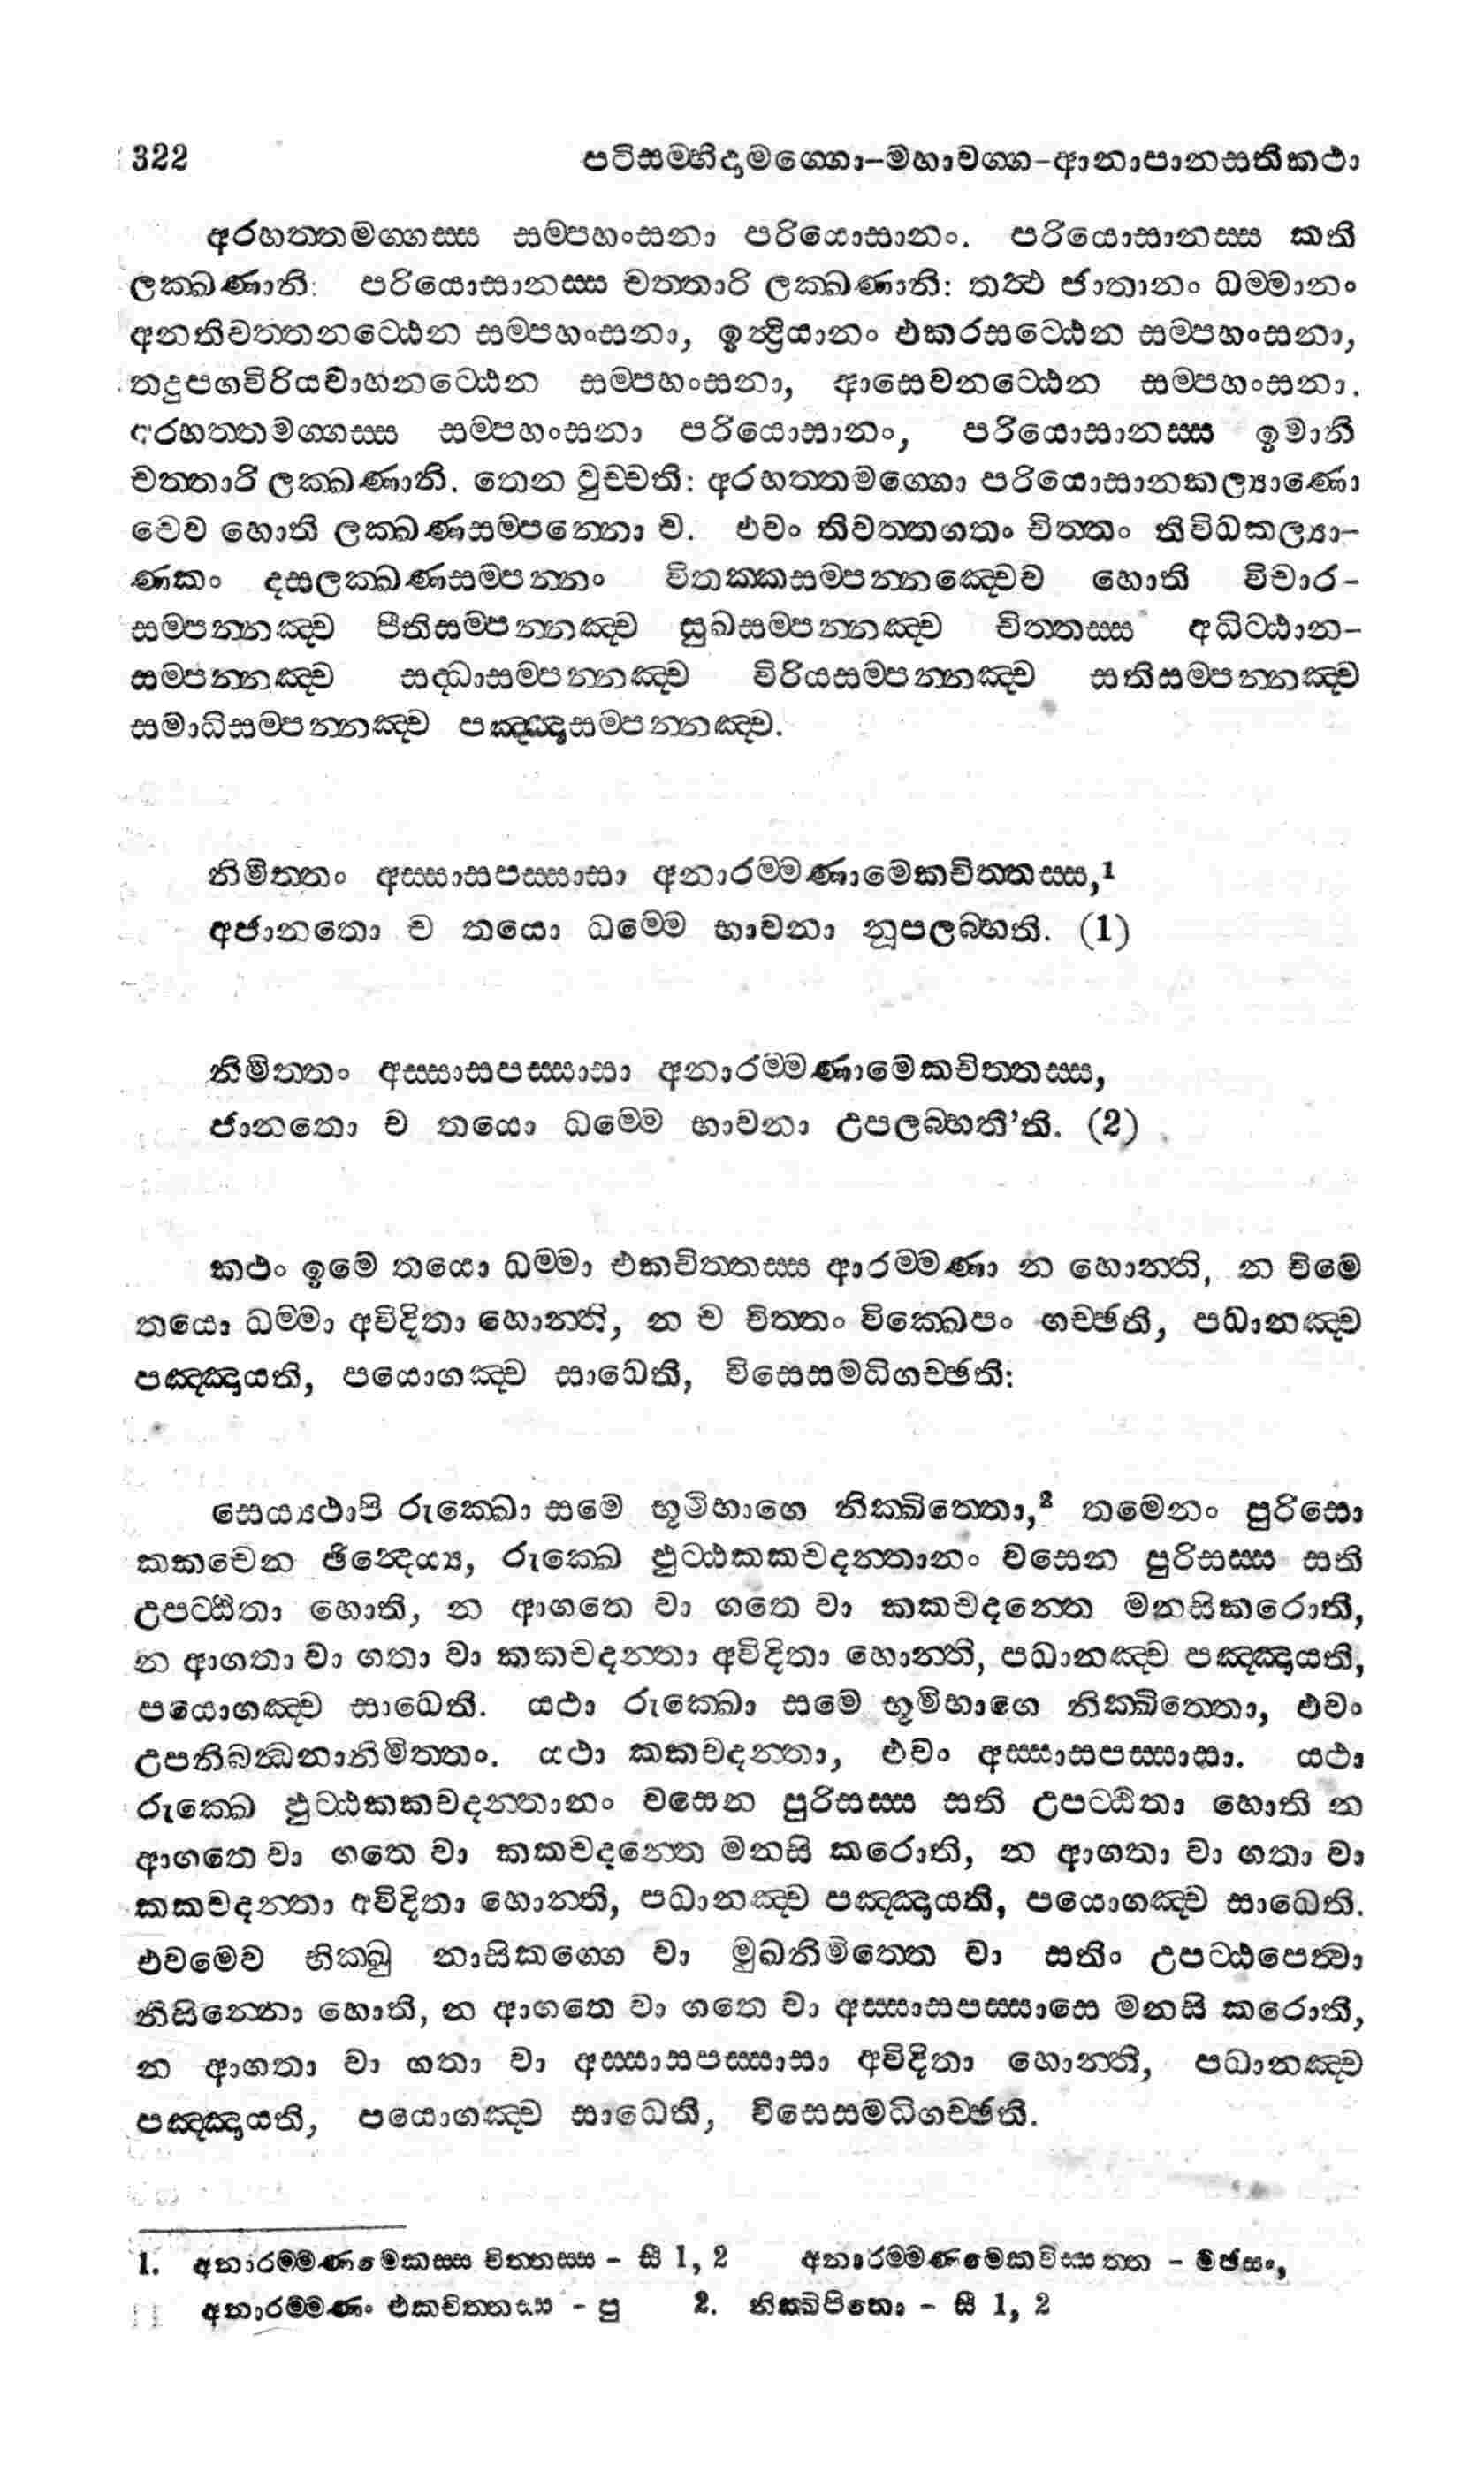 322 පටිසම්භිදාමග්ගො-මහාවග්ග-ආනාපානසතිකථා
අරහත්තමග්ගස්ස සම්පහංසනා පරියොසානං. පරියොසානස්ස කති
ලක්ඛණානි: පරියොසානස්ස චත්තාරි ලක්ඛණානි: තත්ථ ජාතානං ධම්මානං
අනතිවත්තනට්ඨෙන සම්පහංසනා, ඉන්ද්‍රියානං එකරසට්ඨෙන සම්පහංසනා,
තදුපගවිරියවාහනට්ඨෙන සම්පහංසනා, ආසෙවනට්ඨෙන සම්පහංසනා.
අරහත්තමග්ගස්ස සම්පහංසනා පරියොසානං, පරියොසානස්ස ඉමානි
චත්තාරි ලක්ඛණානි. තෙන වුච්චති: අරහත්තමග්ගො පරියොසානකල්‍යාණො
චෙව හොති ලක්ඛණසම්පන්නො ච. එවං තිවත්තගතං චිත්තං තිවිධකල්‍යා-
ණකං දසලක්ඛණසම්පන්නං විතක්කසම්පන්නඤ්චෙව හොති විචාර-
සම්පන්නඤ්ච පීතිසම්පන්නඤ්ච සුඛසම්පන්නඤ්ච චිත්තස්ස අධිට්ඨාන-
සම්පන්නඤ්ච සද්ධාසම්පන්නඤ්ච විරියසම්පන්නඤ්ච සතිසම්පන්නඤ්ච
සමාධිසම්පන්නඤ්ච පඤ්ඤාසම්පන්නඤ්ච.
නිමිත්තං අස්සාසපස්සාසා අනාරම්මණාමෙකචිත්තස්ස,1
අජානතො ච තයො ධම්මෙ භාවනා නූපලබ්භති. (1)
නිමිත්තං අස්සාසපස්සාසා අනාරම්මණාමෙකචිත්තස්ස,
ජානතො ච තයො ධම්මෙ භාවනා උපලබ්භතී’ති. (2)
කථං ඉමෙ තයො ධම්මා එකචිත්තස්ස ආරම්මණා න හොන්ති, න චිමෙ
තයො ධම්මා අවිදිතා හොන්ති, න ච චිත්තං වික්ඛෙපං ගච්ඡති, පධානඤ්ච
පඤ්ඤායති, පයොගඤ්ච සාධෙති, විසෙසමධිගච්ඡති:
සෙය්‍යථාපි රුක්ඛො සමෙ භූමිභාගෙ නික්ඛිත්තො,2 තමෙනං පුරිසො
කකචෙන ඡින්දෙය්‍ය, රුක්ඛෙ ඵුට්ඨකකචදන්තානං වසෙන පුරිසස්ස සති
උපට්ඨිතා හොති, න ආගතෙ වා ගතෙ වා කකචදන්තෙ මනසිකරොති,
න ආගතා වා ගතා වා කකචදන්තා අවිදිතා හොන්ති, පධානඤ්ච පඤ්ඤායති,
පයොගඤ්ච සාධෙති. යථා රුක්ඛො සමෙ භූමිභාගෙ නික්ඛිත්තො, එවං
උපනිබන්ධනානිමිත්තං. යථා කකචදන්තා, එවං අස්සාසපස්සාසා. යථා
රුක්ඛෙ ඵුට්ඨකකචදන්තානං වසෙන පුරිසස්ස සති උපට්ඨිතා හොති න
ආගතෙ වා ගතෙ වා කකචදන්තෙ මනසි කරොති, න ආගතා වා ගතා වා
කකචදන්තා අවිදිතා හොන්ති, පධානඤ්ච පඤ්ඤායති, පයොගඤ්ච සාධෙති.
එවමෙව භික්ඛු නාසිකග්ගෙ වා මුඛනිමිත්තෙ වා සතිං උපට්ඨපෙත්‍වා
නිසින්නො හොති, න ආගතෙ වා ගතෙ වා අස්සාසපස්සාසෙ මනසි කරොති,
න ආගතා වා ගතා වා අස්සාසපස්සාසා අවිදිතා හොන්ති, පධානඤ්ච
පඤ්ඤායති, පයොගඤ්ච සාධෙති, විසෙසමධිගච්ඡති.
1. අනාරම්මණමෙකස්ස චිත්තස්ස - සී 1, 2 අනාරම්මණමෙකචිස්සත්ත - මඡසං,
අනාරම්මණං එකචිත්තස්ස - පු 2. නික්ඛිපිතො - සී 1, 2